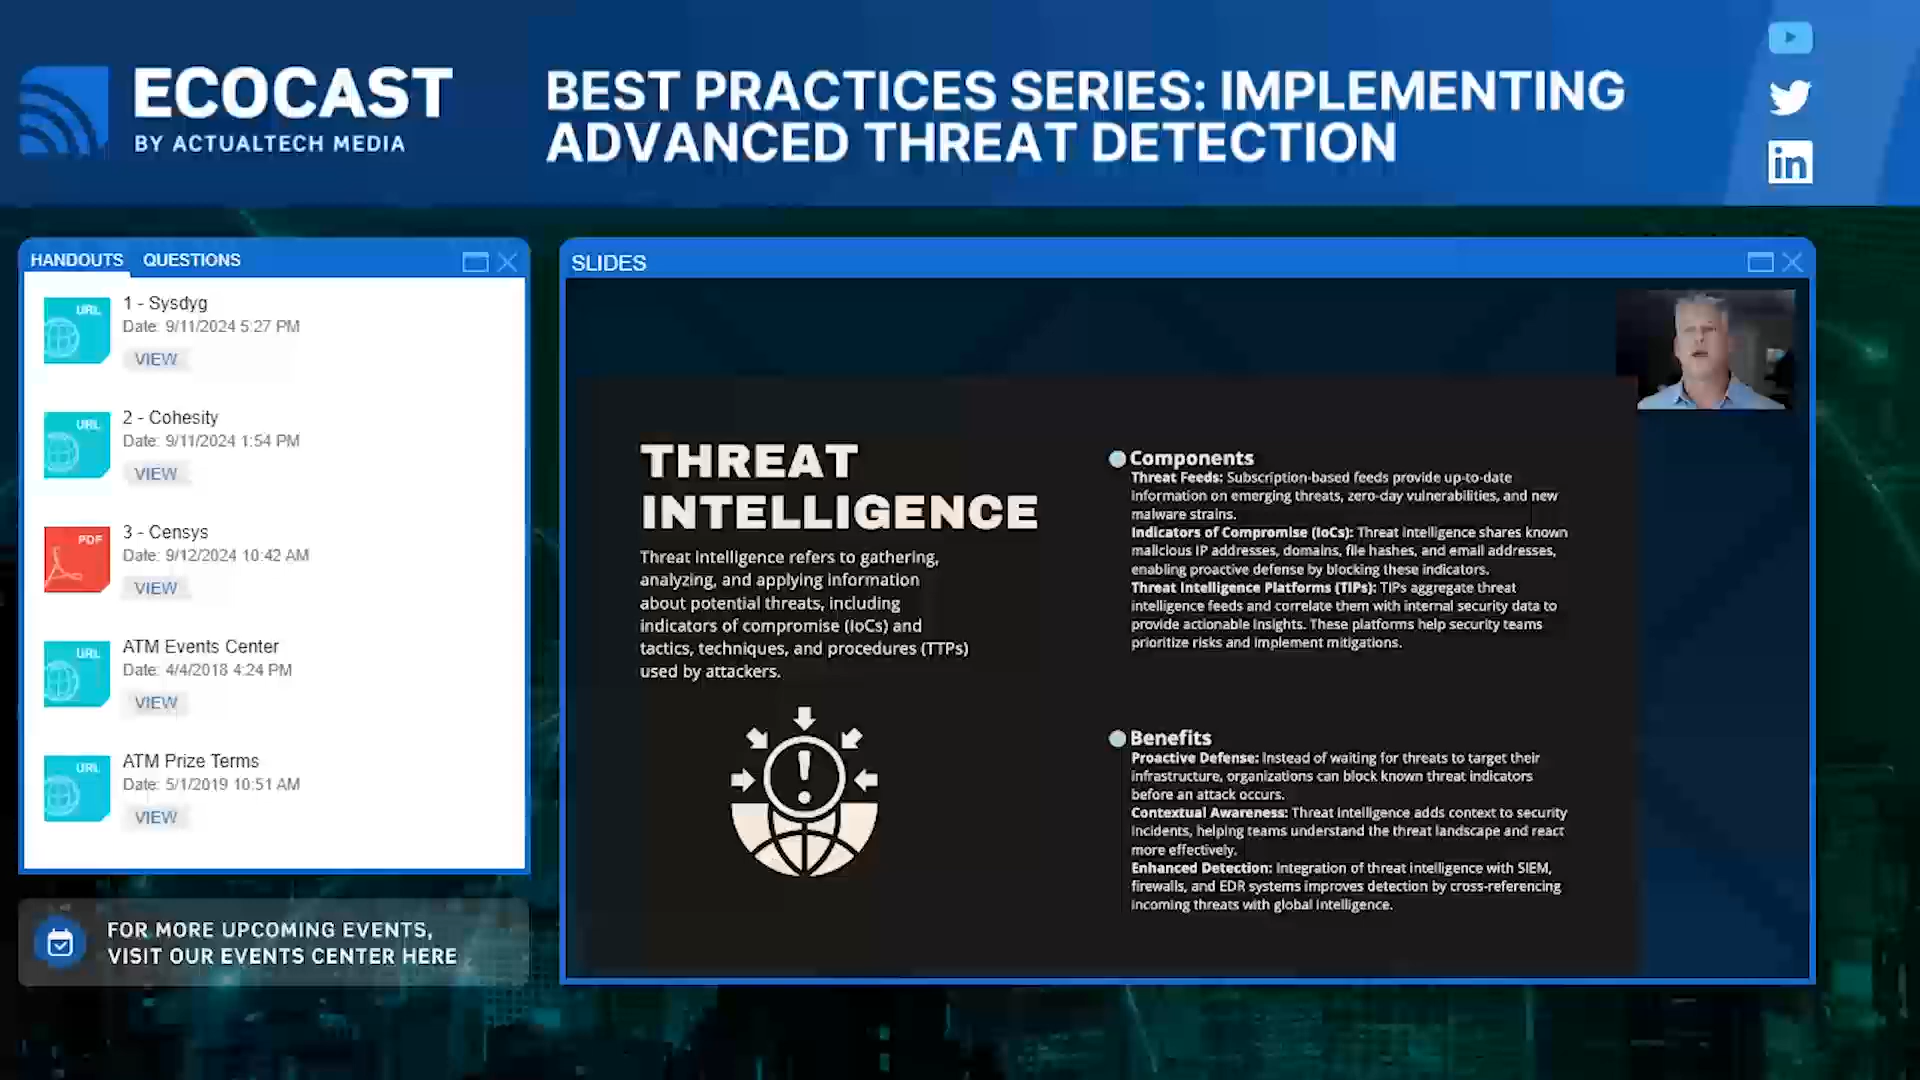 ECOCAST
BY ACTUALTECH MEDIA
BEST PRACTICES SERIES: IMPLEMENTING
ADVANCED THREAT DETECTION
in
HANDOUTS QUESTIONS
URL
1 - Sysdyg
Date: 9/11/2024 5:27 PM
VIEW
URL
2 - Cohesity
Date: 9/11/2024 1:54 PM
VIEW
PDF
3 - Censys
Date: 9/12/2024 10:42 AM
VIEW
URL
ATM Events Center
Date: 4/4/2018 4:24 PM
VIEW
URL
ATM Prize Terms
Date: 5/1/2019 10:51 AM
VIEW
FOR MORE UPCOMING EVENTS,
VISIT OUR EVENTS CENTER HERE
SLIDES
THREAT
INTELLIGENCE
Threat intelligence refers to gathering,
analyzing, and applying information
about potential threats, including
indicators of compromise (IoCs) and
tactics, techniques, and procedures (TTPs)
used by attackers.
Components
Threat Feeds: Subscription-based feeds provide up-to-date
information on emerging threats, zero-day vulnerabilities, and new
malware strains.
Indicators of Compromise (IoCs): Threat intelligence shares known
malicious IP addresses, domains, file hashes, and email addresses,
enabling proactive defense by blocking these indicators.
Threat Intelligence Platforms (TIPs): TIPs aggregate threat
intelligence feeds and correlate them with internal security data to
provide actionable insights. These platforms help security teams
prioritize risks and implement mitigations.
Benefits
Proactive Defense: Instead of waiting for threats to target their
infrastructure, organizations can block known threat indicators
before an attack occurs.
Contextual Awareness: Threat intelligence adds context to security
incidents, helping teams understand the threat landscape and react
more effectively.
Enhanced Detection: Integration of threat intelligence with SIEM,
firewalls, and EDR systems improves detection by cross-referencing
incoming threats with global intelligence.